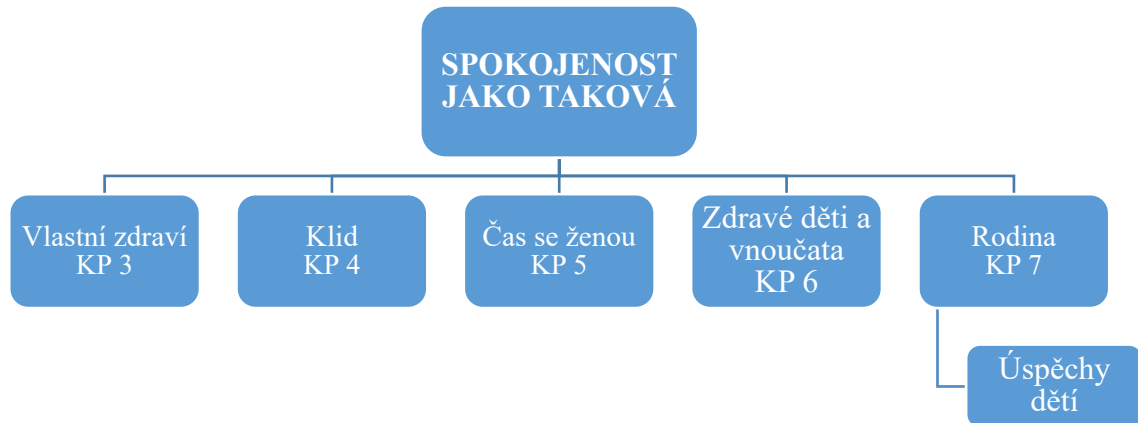 SPOKOJENOST
JAKO TAKOVÁ
Vlastní zdraví
KP 3
Klid
KP 4
Čas se ženou
KP 5
Zdravé děti a
vnoučata
KP 6
Rodina
KP 7
Úspěchy
dětí